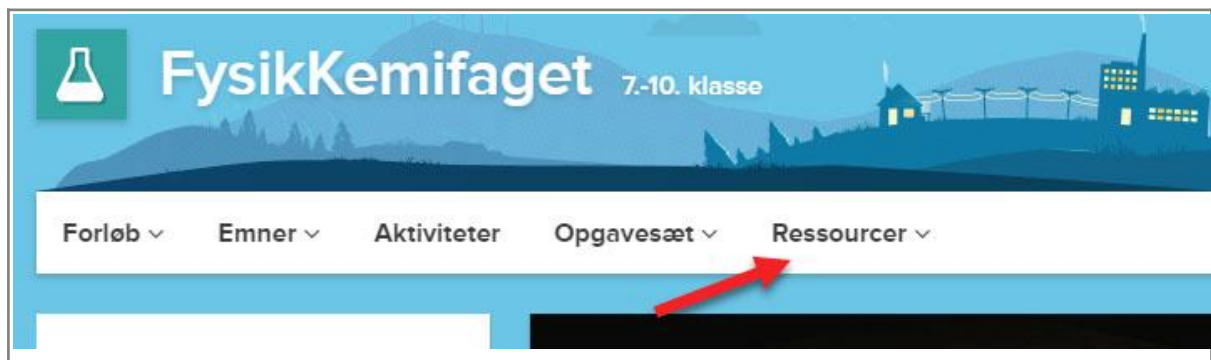 FysikKemifaget 7.-10. klasse
Forløb Emner Aktiviteter Opgavesæt Ressourcer